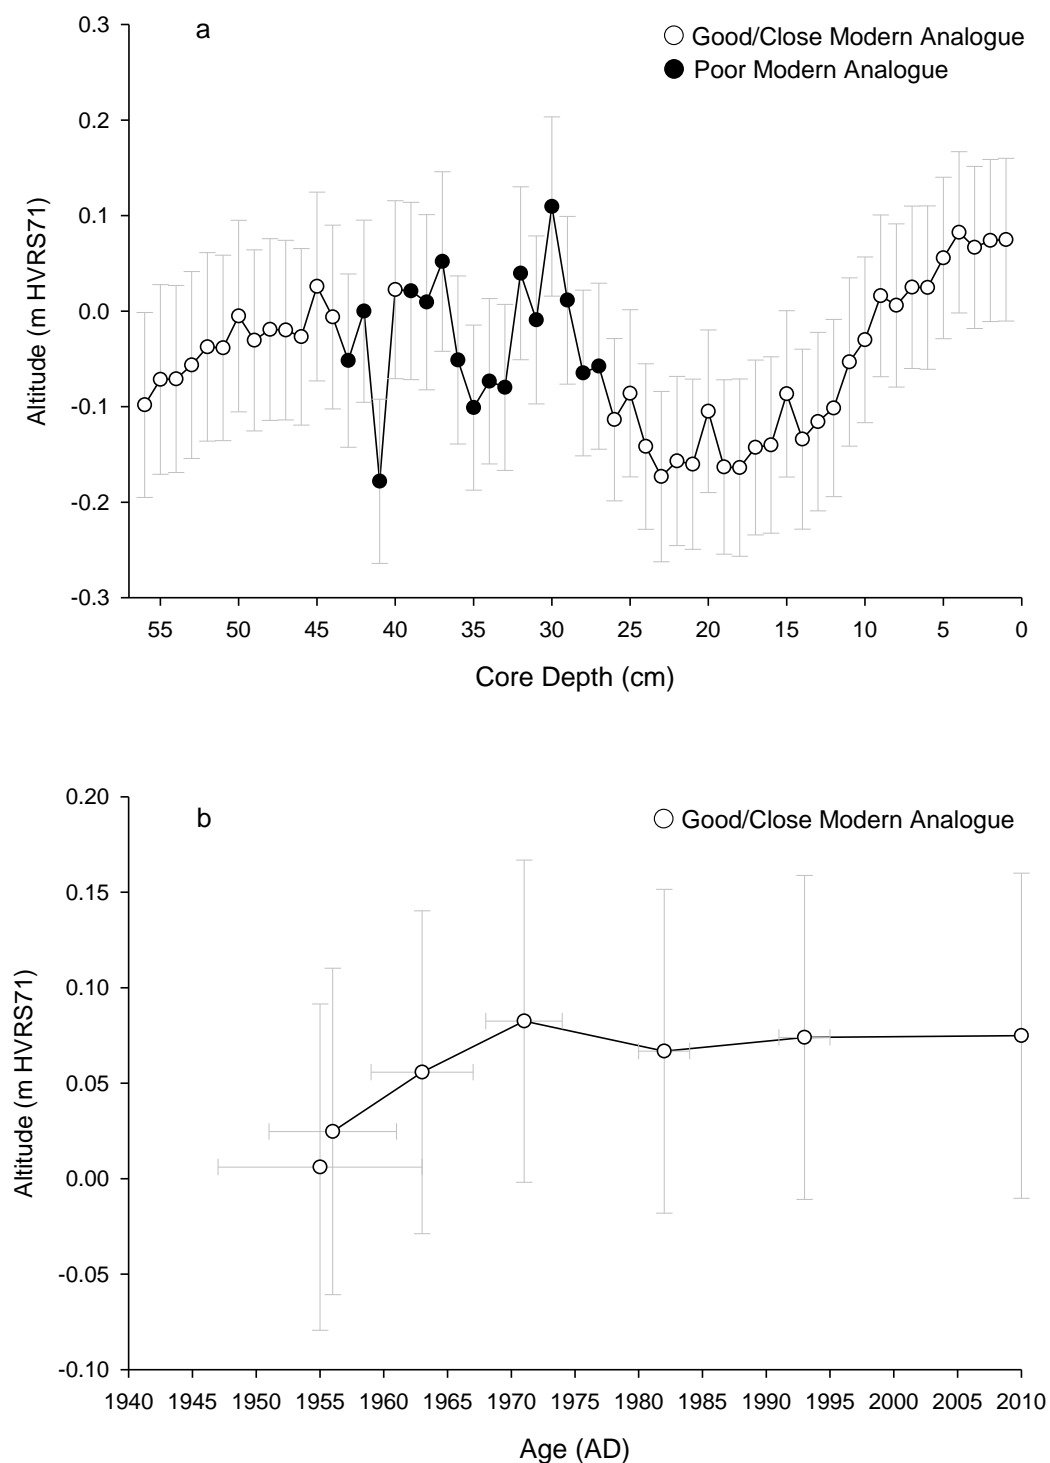 a
Good/Close Modern Analogue
Poor Modern Analogue
0.3
0.2
0.1
0.0
-0.1
-0.2
-0.3
Altitude (m HVRS71)
55 50 45 40 35 30 25 20 15 10 5 0
Core Depth (cm)
b
Good/Close Modern Analogue
0.20
0.15
0.10
0.05
0.00
-0.05
-0.10
Altitude (m HVRS71)
1940 1945 1950 1955 1960 1965 1970 1975 1980 1985 1990 1995 2000 2005 2010
Age (AD)